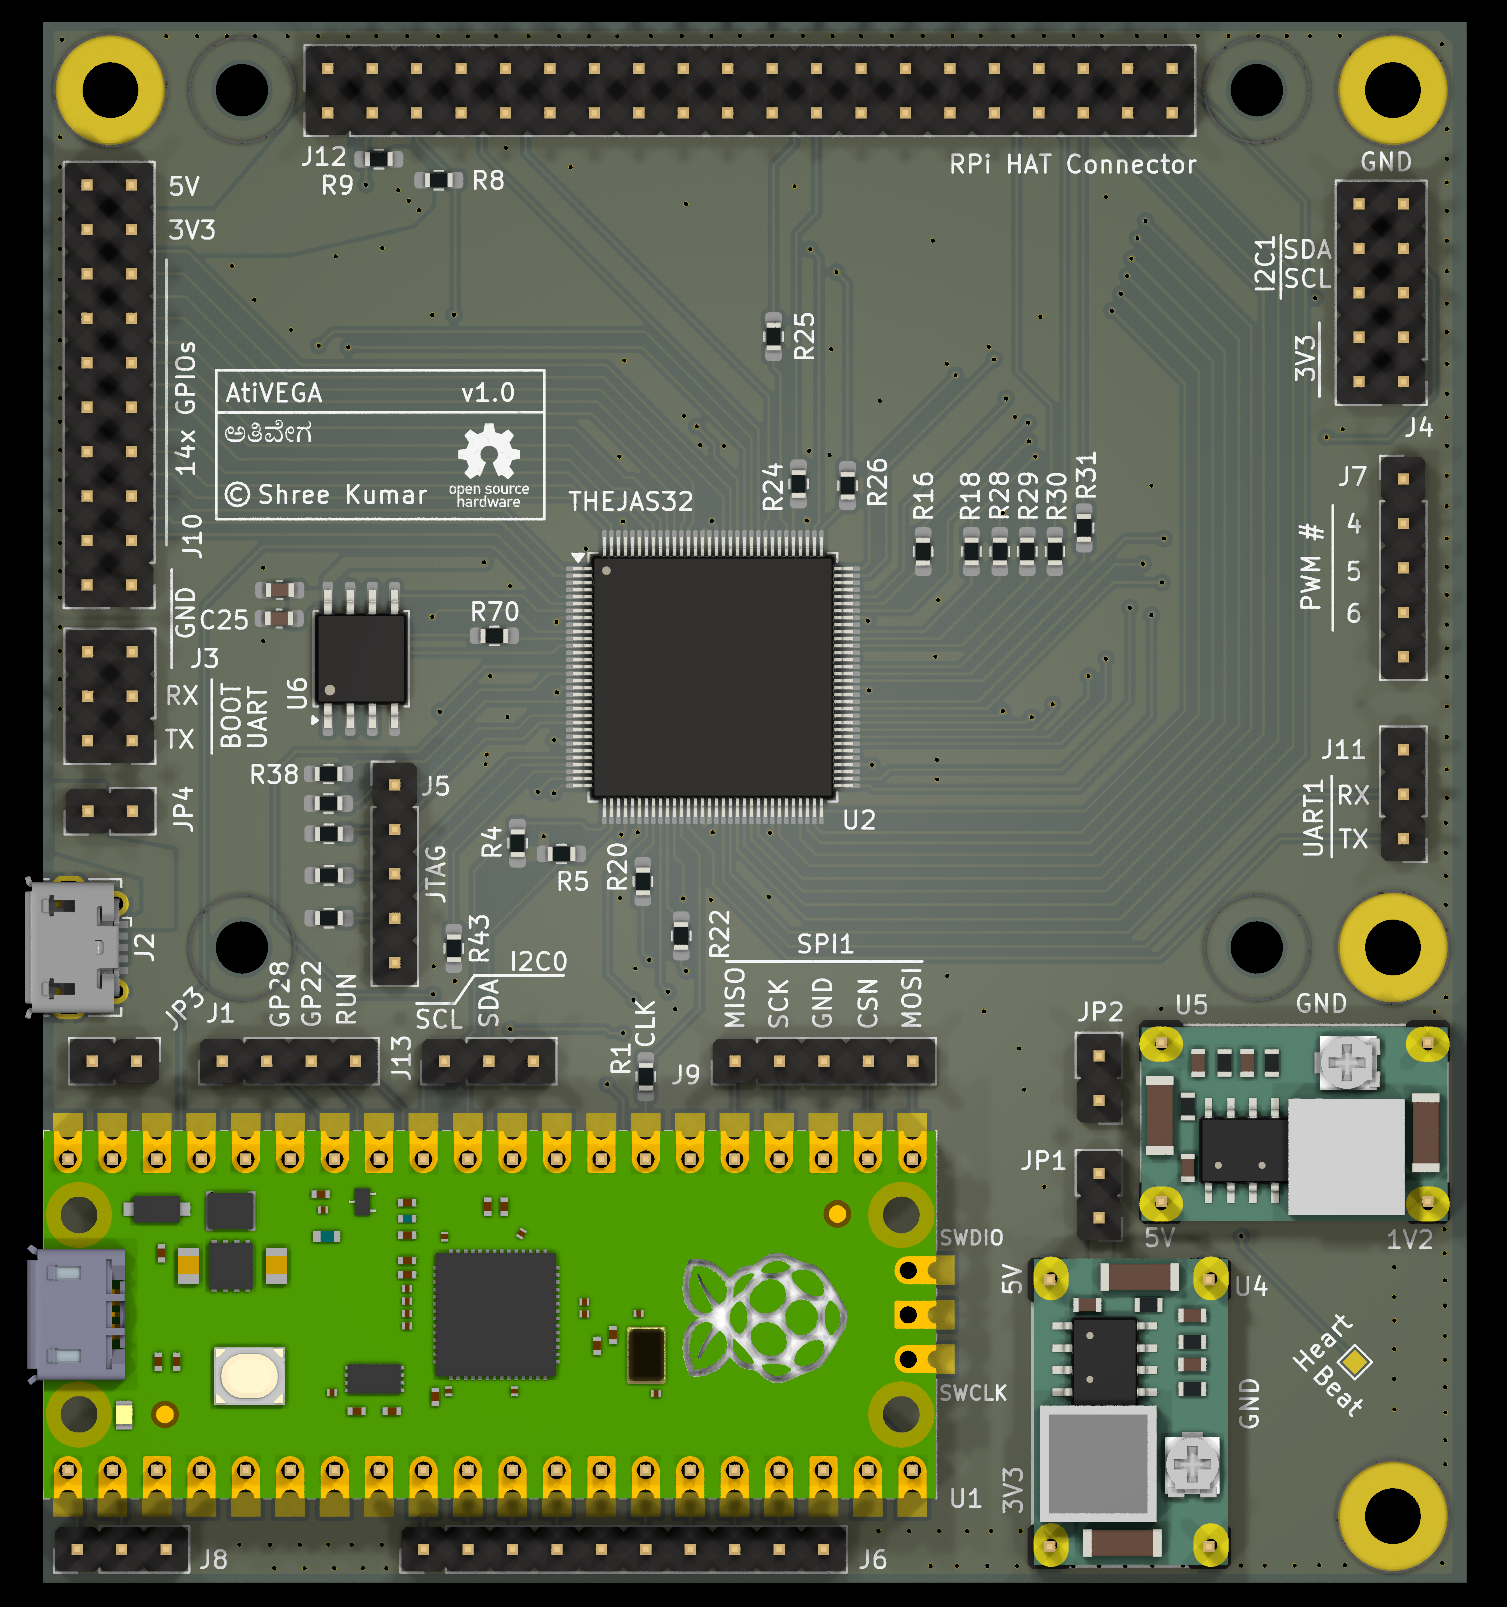 J12
R9
R8
RPi HAT Connector
GND
5V
3V3
14x GPIOs
J10
GND
I2C1
SDA
SCL
3V3
J4
R25
AtiVEGA v1.0
ಅತಿವೇಗ
© Shree Kumar
open source
hardware
THEJAS32
R24
R26
R16
R18
R28
R29
R30
R31
J7
PWM #
4
5
6
C25
R70
J3
RX
TX
BOOT
UART
U6
R38
J5
JTAG
JP4
U2
J11
UART1
RX
TX
R4
R5
R20
R22
R43
J2
JP3
J1
GP28
GP22
RUN
J13
I2C0
SCL
SDA
R1
CLK
J9
SPI1
MISO
SCK
GND
CSN
MOSI
JP2
U5
GND
JP1
5V
1V2
SWDIO
SWCLK
5V
U4
GND
3V3
Heart
Beat
U1
J8
J6